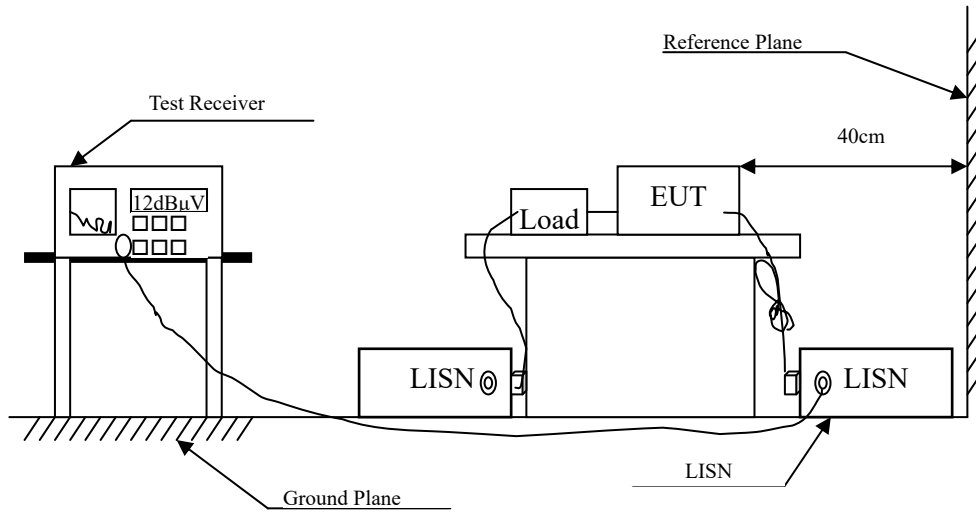 Reference Plane
Test Receiver
40cm
12dBµV
Load
EUT
LISN
LISN
LISN
Ground Plane